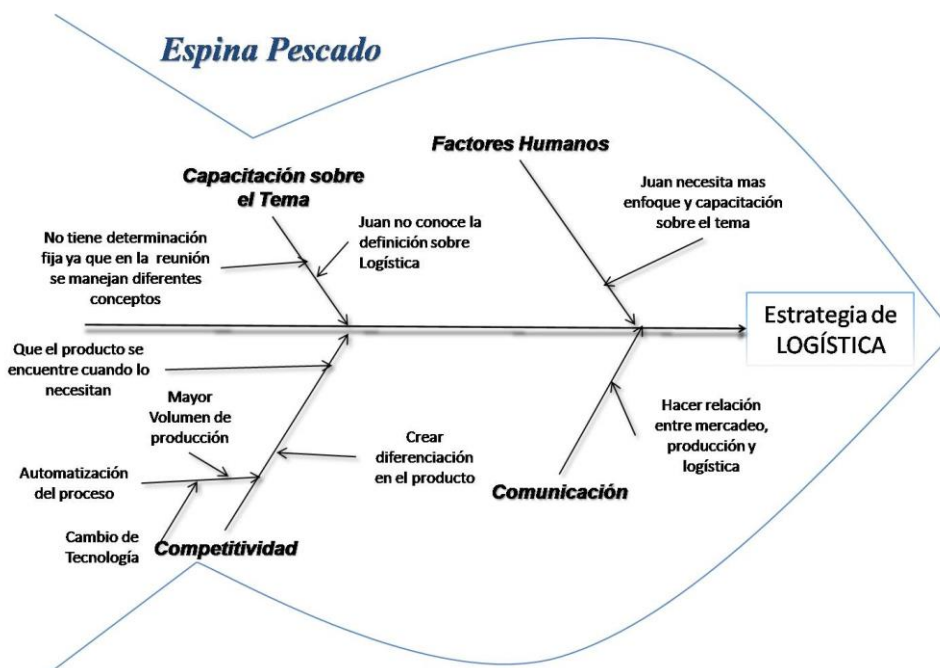 Espina Pescado
Factores Humanos
Capacitación sobre
el Tema
Juan necesita mas
enfoque y capacitación
sobre el tema
Juan no conoce la
definición sobre
Logística
No tiene determinación
fija ya que en la reunión
se manejan diferentes
conceptos
Estrategia de
LOGÍSTICA
Que el producto se
encuentre cuando lo
necesitan
Mayor
Volumen de
producción
Hacer relación
entre mercadeo,
producción y
logística
Crear
diferenciación
en el producto
Automatización
del proceso
Comunicación
Cambio de
Tecnología
Competitividad